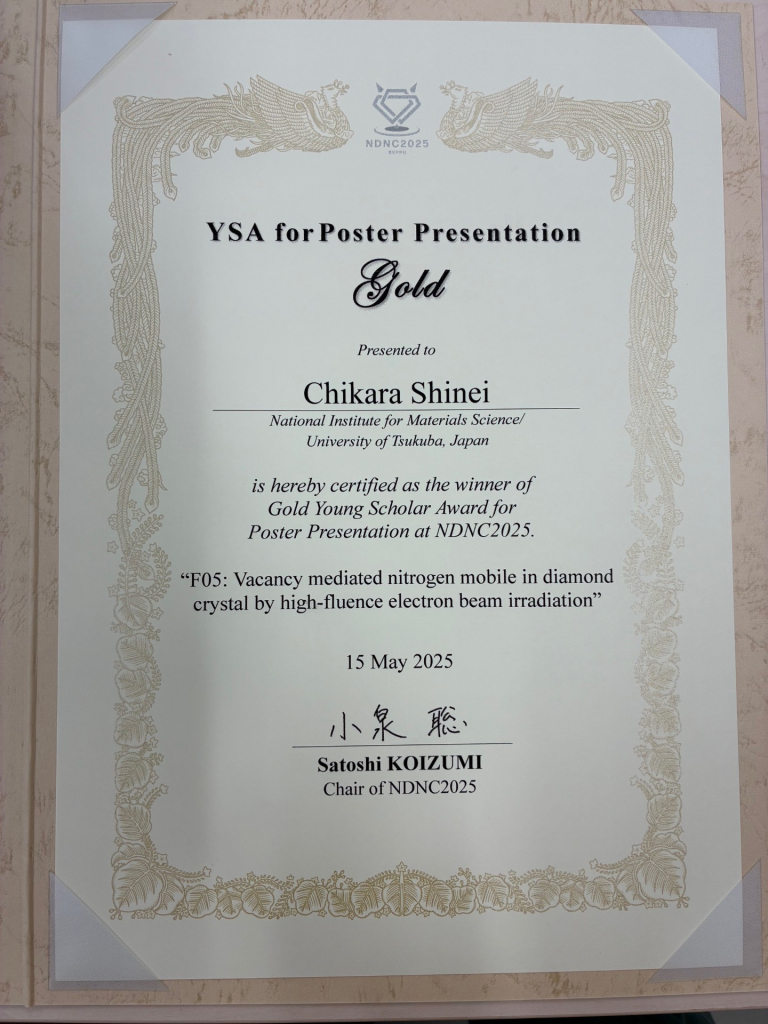 NDNC2025
YSA for Poster Presentation
Gold
Presented to
Chikara Shinei
National Institute for Materials Science/
University of Tsukuba, Japan
is hereby certified as the winner of
Gold Young Scholar Award for
Poster Presentation at NDNC2025.
“F05: Vacancy mediated nitrogen mobile in diamond
crystal by high-fluence electron beam irradiation”
15 May 2025
小泉 聡
Satoshi KOIZUMI
Chair of NDNC2025